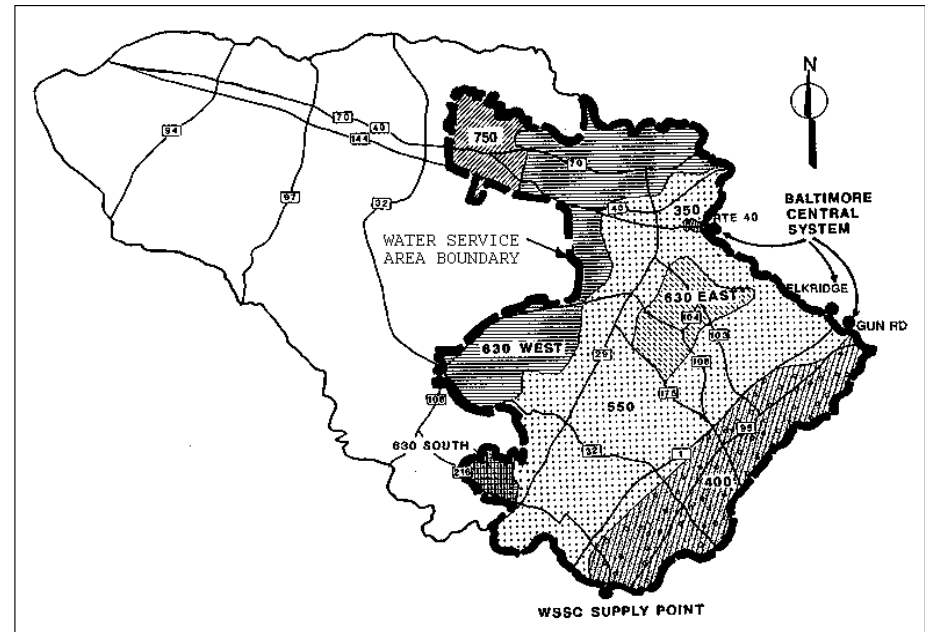 N
94
70
40
144
97
32
750
70
40
350
RTE 40
BALTIMORE
CENTRAL
SYSTEM
WATER SERVICE
AREA BOUNDARY
630 EAST
ELKRIDGE
104
GUN RD
103
630 WEST
29
108
108
175
550
95
630 SOUTH
32
1
216
400
WSSC SUPPLY POINT